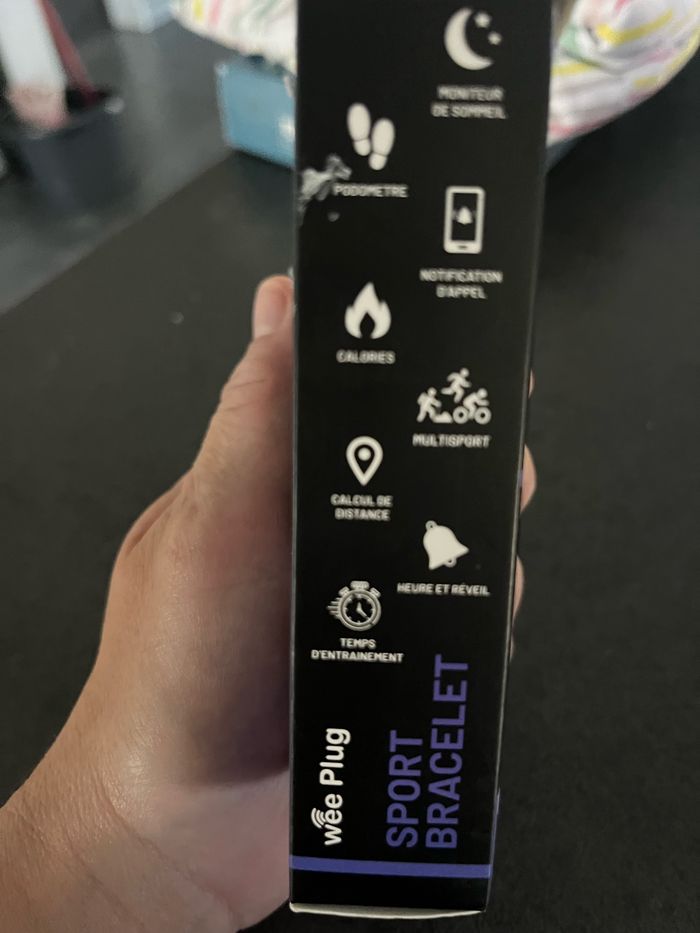 MONITEUR
DE SOMMEIL
PODOMETRE
NOTIFICATION
D'APPEL
CALORIES
MULTISPORT
CALCUL DE
DISTANCE
HEURE ET RÉVEIL
TEMPS
D'ENTRAINEMENT
wee Plug
SPORT
BRACELET